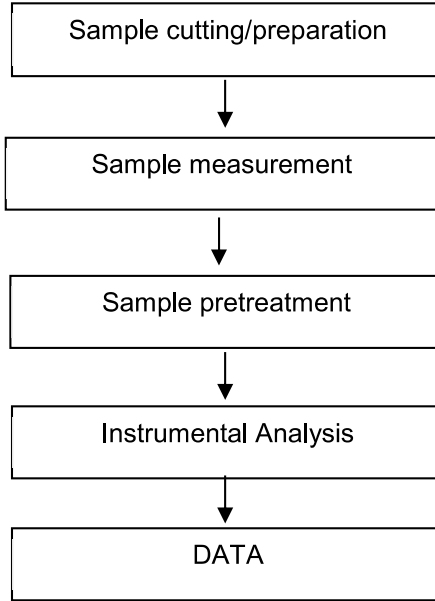 Sample cutting/preparation
Sample measurement
Sample pretreatment
Instrumental Analysis
DATA